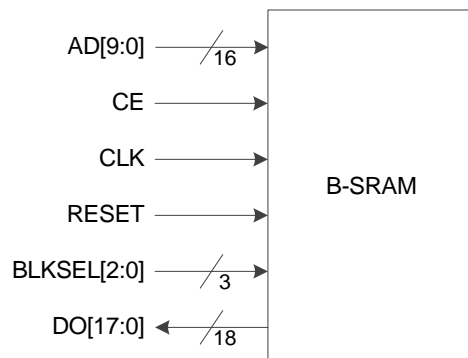 AD[9:0]
16
CE
CLK
B-SRAM
RESET
BLKSEL[2:0]
3
DO[17:0]
18